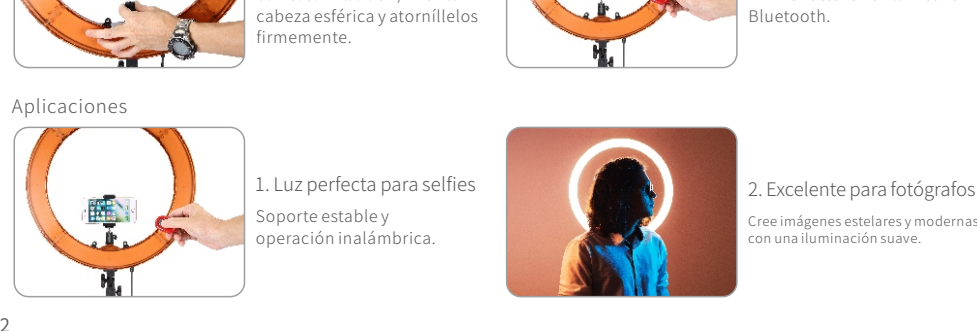 cabeza esférica y atorníllelos
firmemente.
Bluetooth.
Aplicaciones
1. Luz perfecta para selfies
Soporte estable y
operación inalámbrica.
2. Excelente para fotógrafos
Cree imágenes estelares y modernas
con una iluminación suave.
2